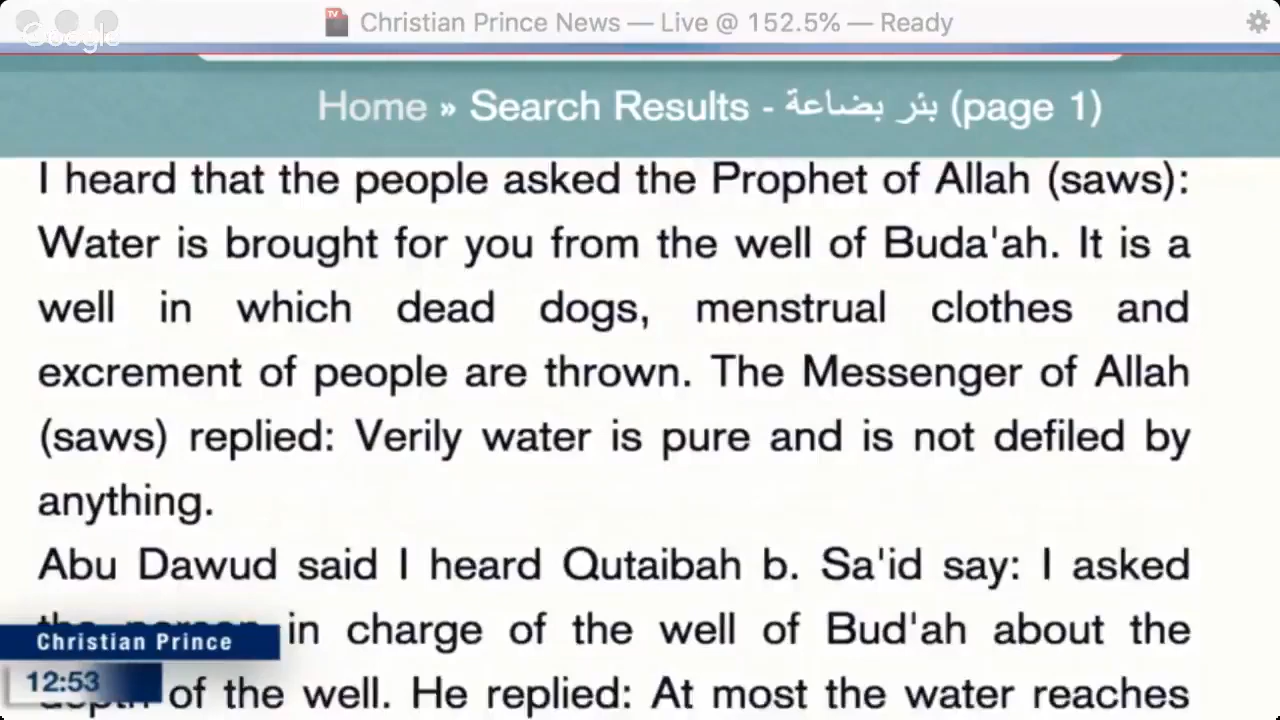 Christian Prince News — Live @ 152.5% — Ready
Google
Home » Search Results - بئر بضاعة (page 1)
I heard that the people asked the Prophet of Allah (saws):
Water is brought for you from the well of Buda'ah. It is a
well in which dead dogs, menstrual clothes and
excrement of people are thrown. The Messenger of Allah
(saws) replied: Verily water is pure and is not defiled by
anything.
Abu Dawud said I heard Qutaibah b. Sa'id say: I asked
the person in charge of the well of Bud'ah about the
depth of the well. He replied: At most the water reaches
Christian Prince
12:53